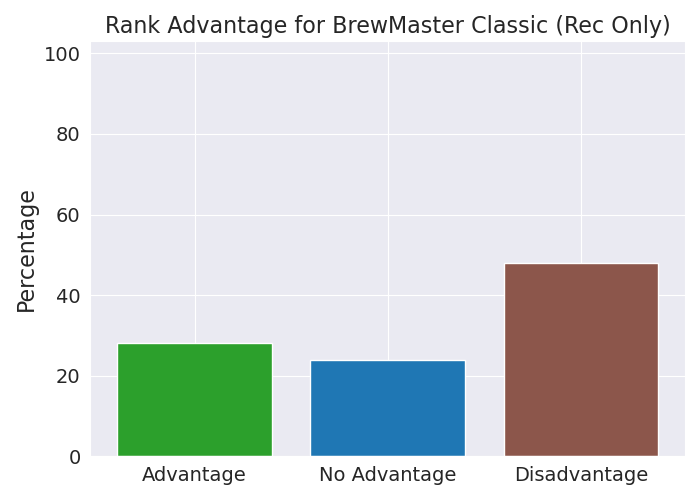 Rank Advantage for BrewMaster Classic (Rec Only)
Percentage
100
80
60
40
20
0
Advantage
No Advantage
Disadvantage